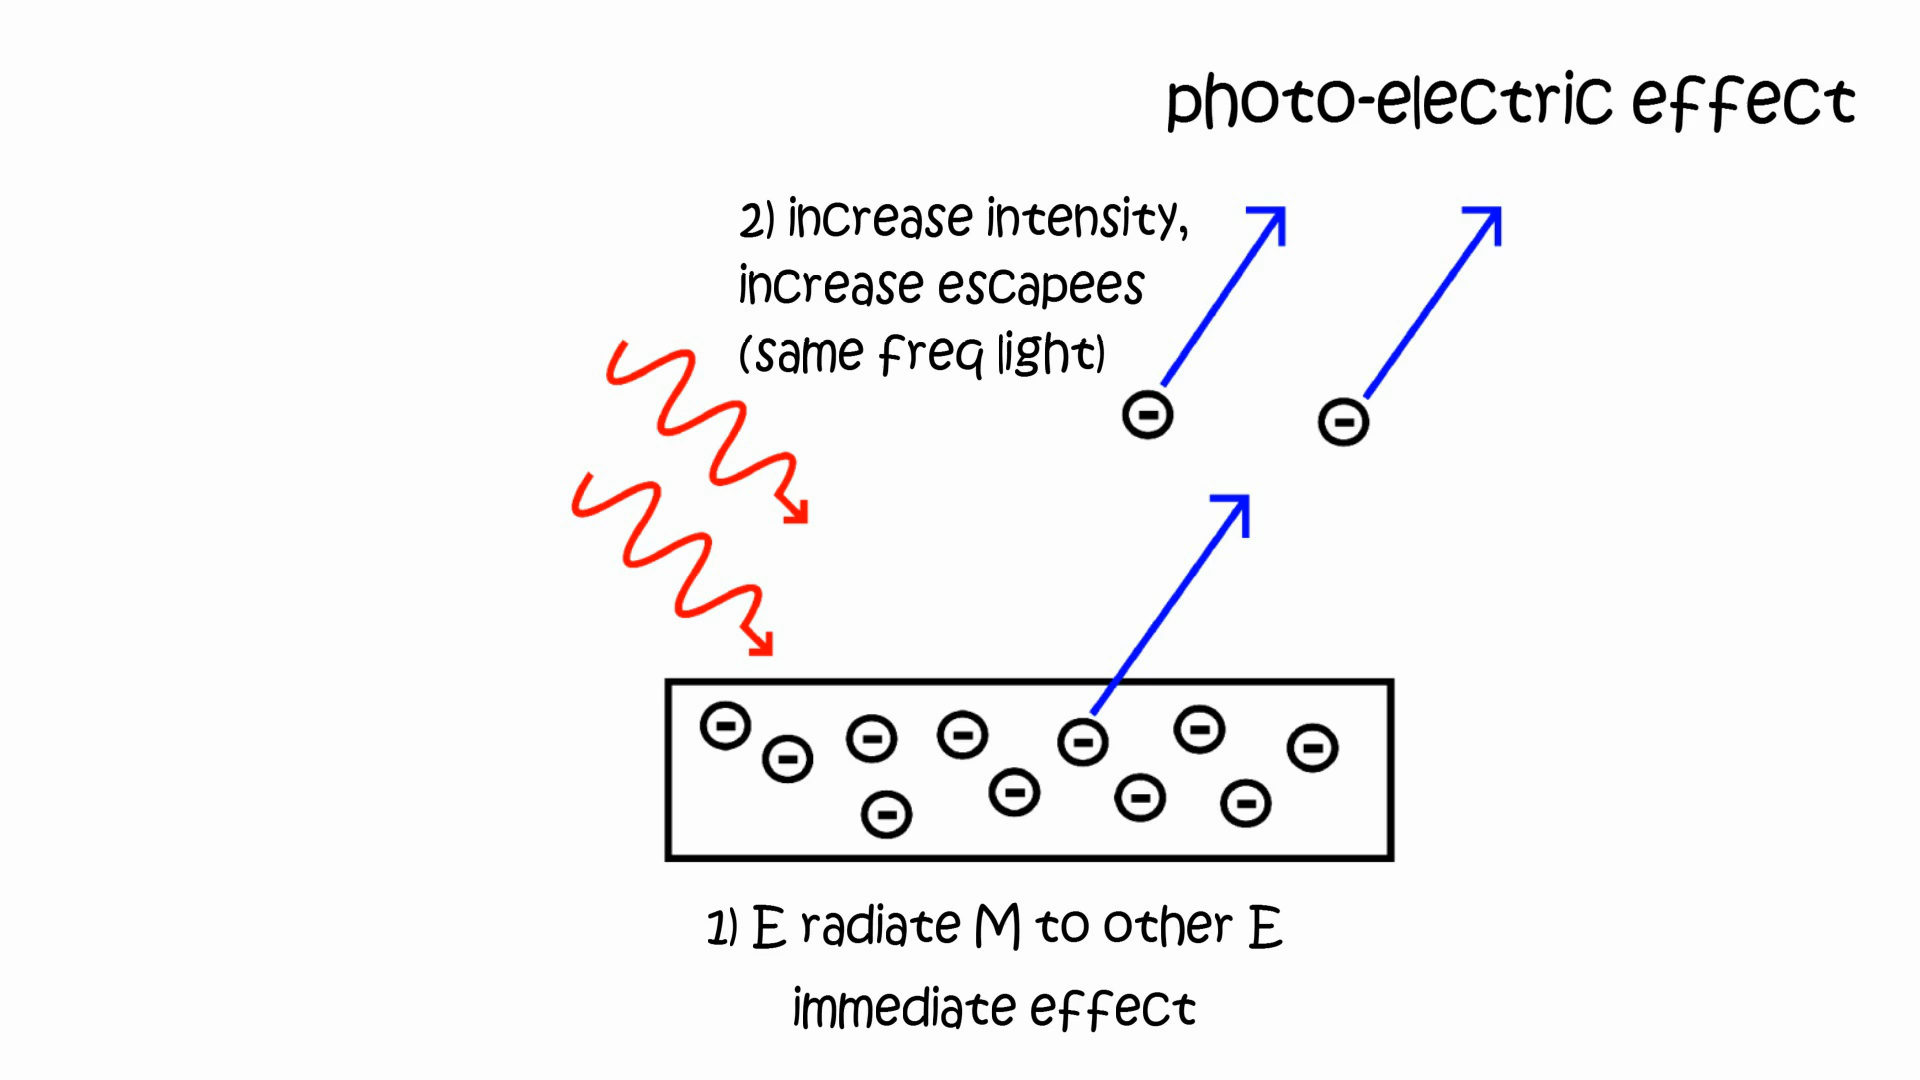 photo-electric effect
2) increase intensity,
increase escapees
(same freq light)
1) E radiate M to other E
immediate effect